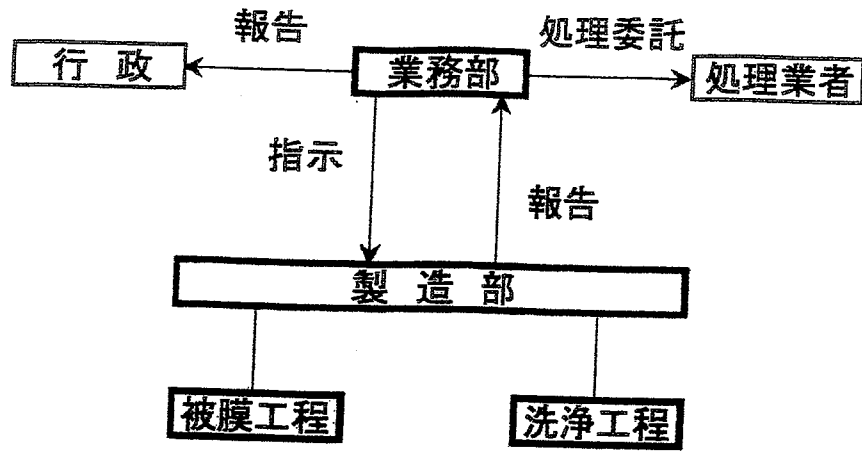 報告
処理委託
行 政
業務部
処理業者
指示
報告
製 造 部
被膜工程
洗浄工程